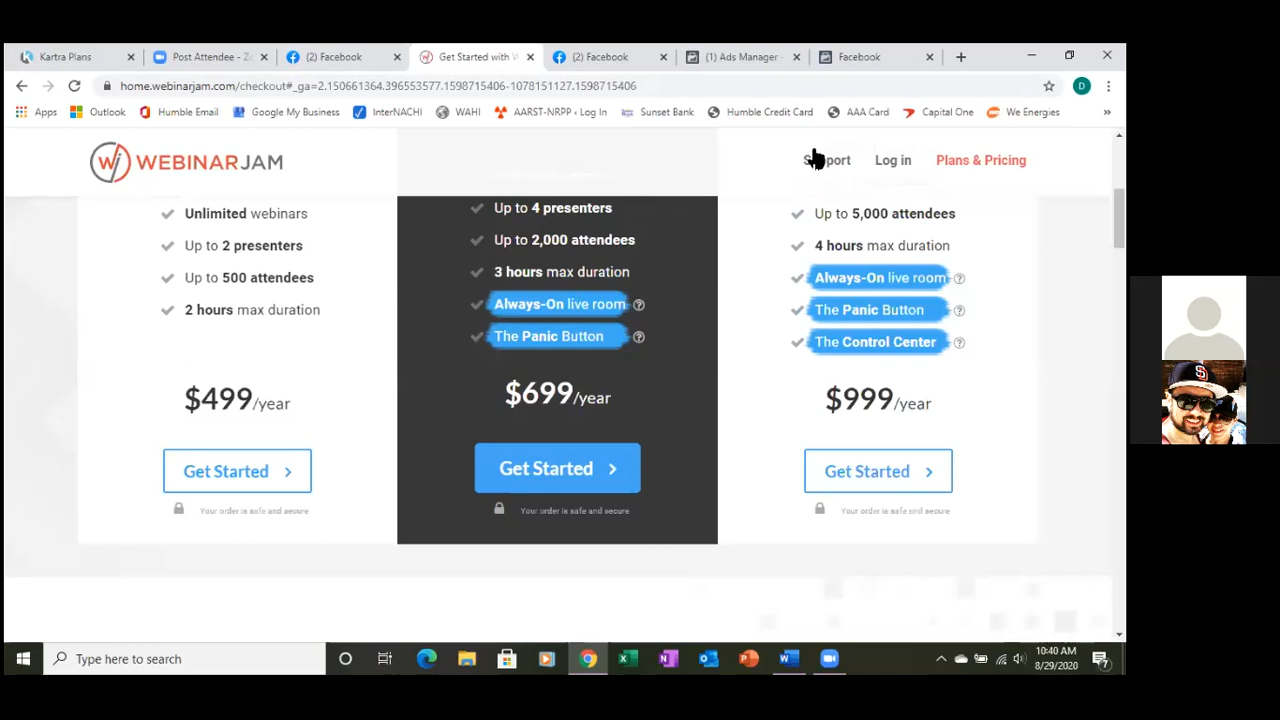 Kartra Plans
Post Attendee - Z
(2) Facebook
Get Started with W
(2) Facebook
(1) Ads Manager -
Facebook
home.webinarjam.com/checkout#_ga=2.150661364.396553577.1598715406-1078151127.1598715406
D
Apps
Outlook
Humble Email
Google My Business
InterNACHI
WAHI
AARST-NRPP ‹ Log In
Sunset Bank
Humble Credit Card
AAA Card
Capital One
We Energies
»
WEBINARJAM
Support
Log in
Plans & Pricing
Unlimited webinars
Up to 2 presenters
Up to 500 attendees
2 hours max duration
$499/year
Get Started
Your order is safe and secure
Up to 4 presenters
Up to 2,000 attendees
3 hours max duration
Always-On live room ?
The Panic Button ?
$699/year
Get Started
Your order is safe and secure
Up to 5,000 attendees
4 hours max duration
Always-On live room ?
The Panic Button ?
The Control Center ?
$999/year
Get Started
Your order is safe and secure
Type here to search
10:40 AM
8/29/2020
7